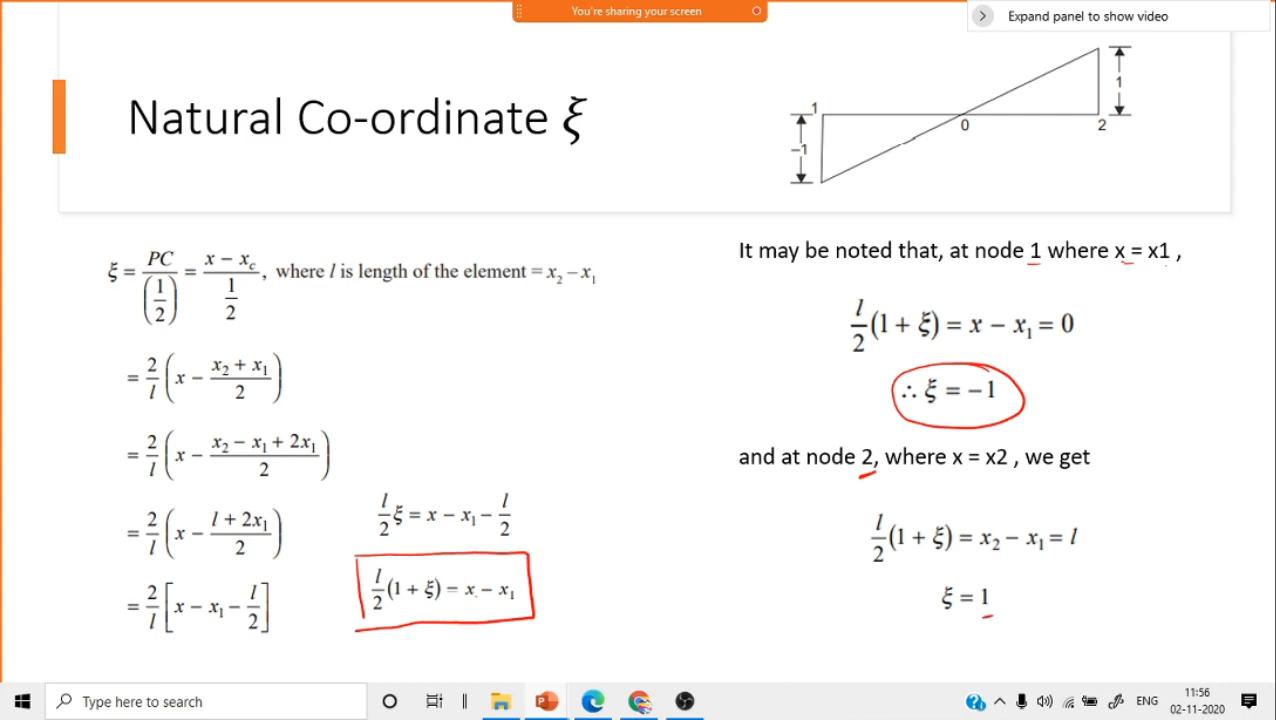 You're sharing your screen
Expand panel to show video
Natural Co-ordinate ξ
1
-1
0
2
1
ξ = PC/(1/2) = (x − x_c)/(1/2), where l is length of the element = x₂ − x₁
= 2/l (x − (x₂ + x₁)/2)
= 2/l (x − (x₂ − x₁ + 2x₁)/2)
= 2/l (x − (l + 2x₁)/2)
= 2/l [x − x₁ − l/2]
l/2 ξ = x − x₁ − l/2
l/2 (1 + ξ) = x − x₁
It may be noted that, at node 1 where x = x1 ,
l/2 (1 + ξ) = x − x₁ = 0
∴ ξ = −1
and at node 2, where x = x2 , we get
l/2 (1 + ξ) = x₂ − x₁ = l
ξ = 1
Type here to search
ENG
11:56
02-11-2020